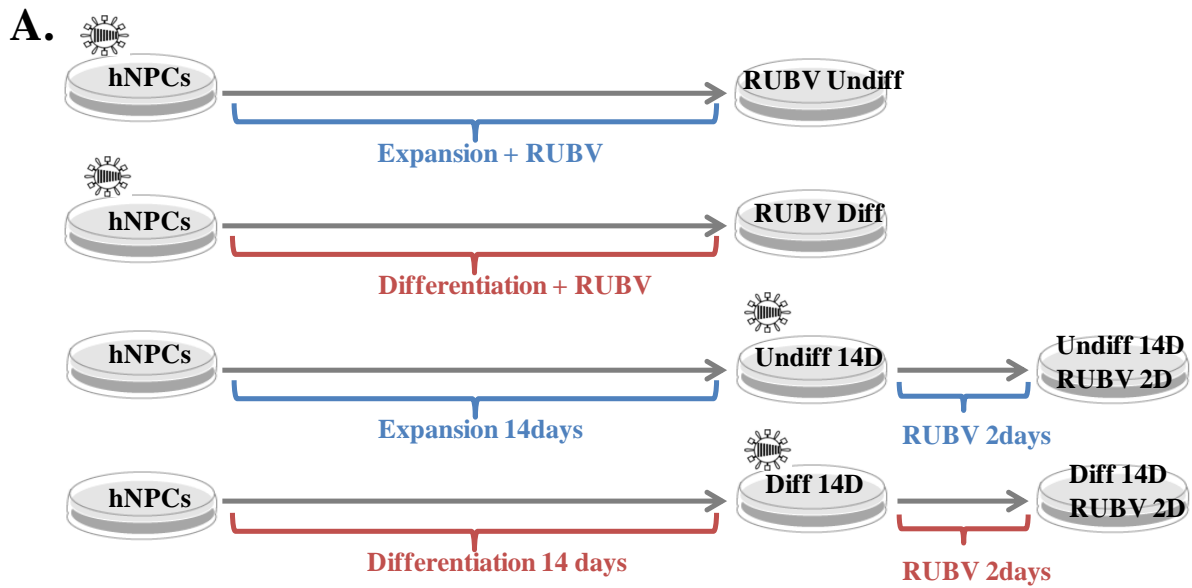 A.
hNPCs
RUBV Undiff
Expansion + RUBV
hNPCs
RUBV Diff
Differentiation + RUBV
hNPCs
Undiff 14D
Undiff 14D
RUBV 2D
Expansion 14days
RUBV 2days
hNPCs
Diff 14D
Diff 14D
RUBV 2D
Differentiation 14 days
RUBV 2days